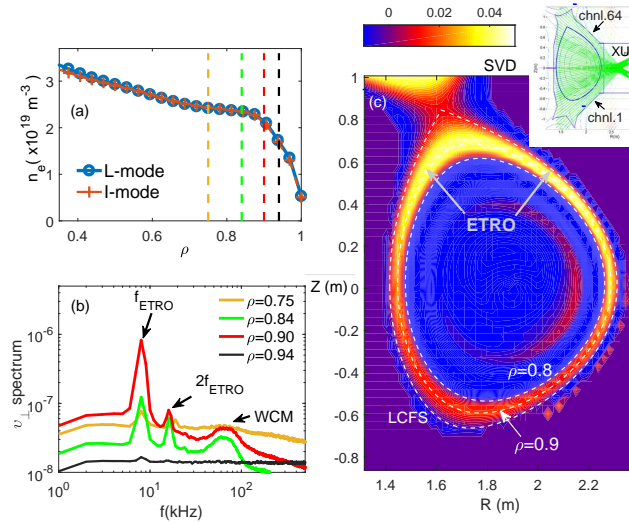 (a)
n_e( x10^19 m^-3)
3
2
1
0
L-mode
I-mode
0.4
0.6
0.8
1
ρ
(b)
f_ETRO
2f_ETRO
WCM
ρ=0.75
ρ=0.84
ρ=0.90
ρ=0.94
υ_⊥ spectrum
10^-6
10^-7
10^-8
10^0
10^1
10^2
f(kHz)
0
0.02
0.04
SVD
chnl.64
XU
chnl.1
Z(m)
R(m)
(c)
ETRO
ρ=0.8
LCFS
ρ=0.9
Z (m)
1
0.8
0.6
0.4
0.2
0
-0.2
-0.4
-0.6
-0.8
1.4
1.6
1.8
2
2.2
R (m)